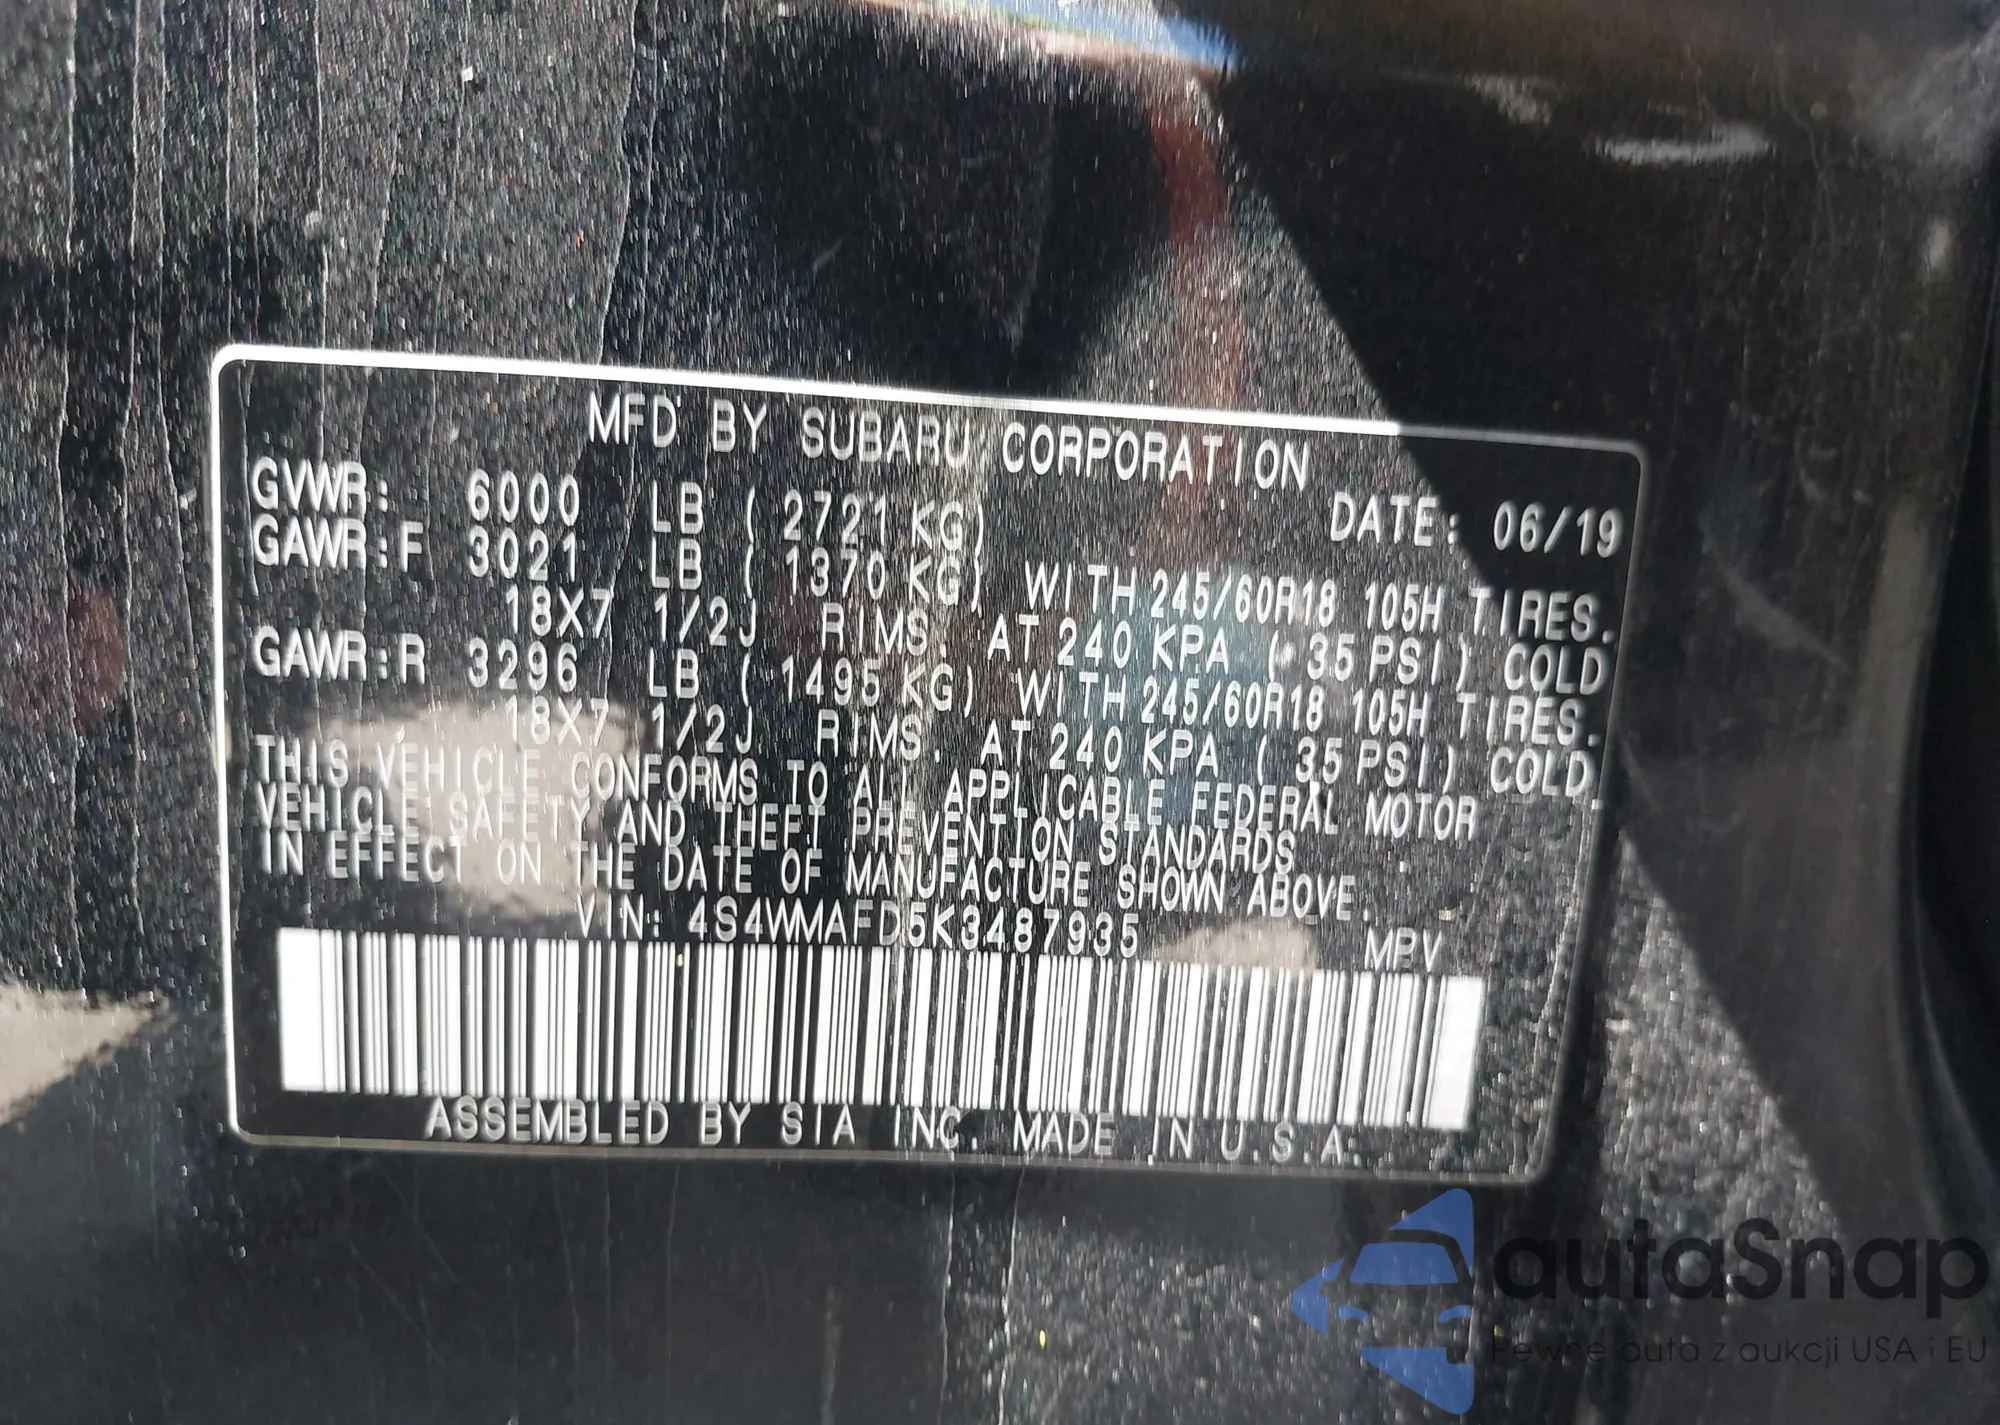 MFD BY SUBARU CORPORATION
GVWR: 6000 LB ( 2721 KG) DATE: 06/19
GAWR:F 3021 LB ( 1370 KG) WITH 245/60R18 105H TIRES.
18X7 1/2J RIMS. AT 240 KPA ( 35 PSI) COLD
GAWR:R 3296 LB ( 1495 KG) WITH 245/60R18 105H TIRES.
18X7 1/2J RIMS. AT 240 KPA ( 35 PSI) COLD.
THIS VEHICLE CONFORMS TO ALL APPLICABLE FEDERAL MOTOR
VEHICLE SAFETY AND THEFT PREVENTION STANDARDS
IN EFFECT ON THE DATE OF MANUFACTURE SHOWN ABOVE.
VIN: 4S4WMAFD5K3487935 MPV
ASSEMBLED BY SIA INC. MADE IN U.S.A.
autaSnap
Pewne auta z aukcji USA i EU